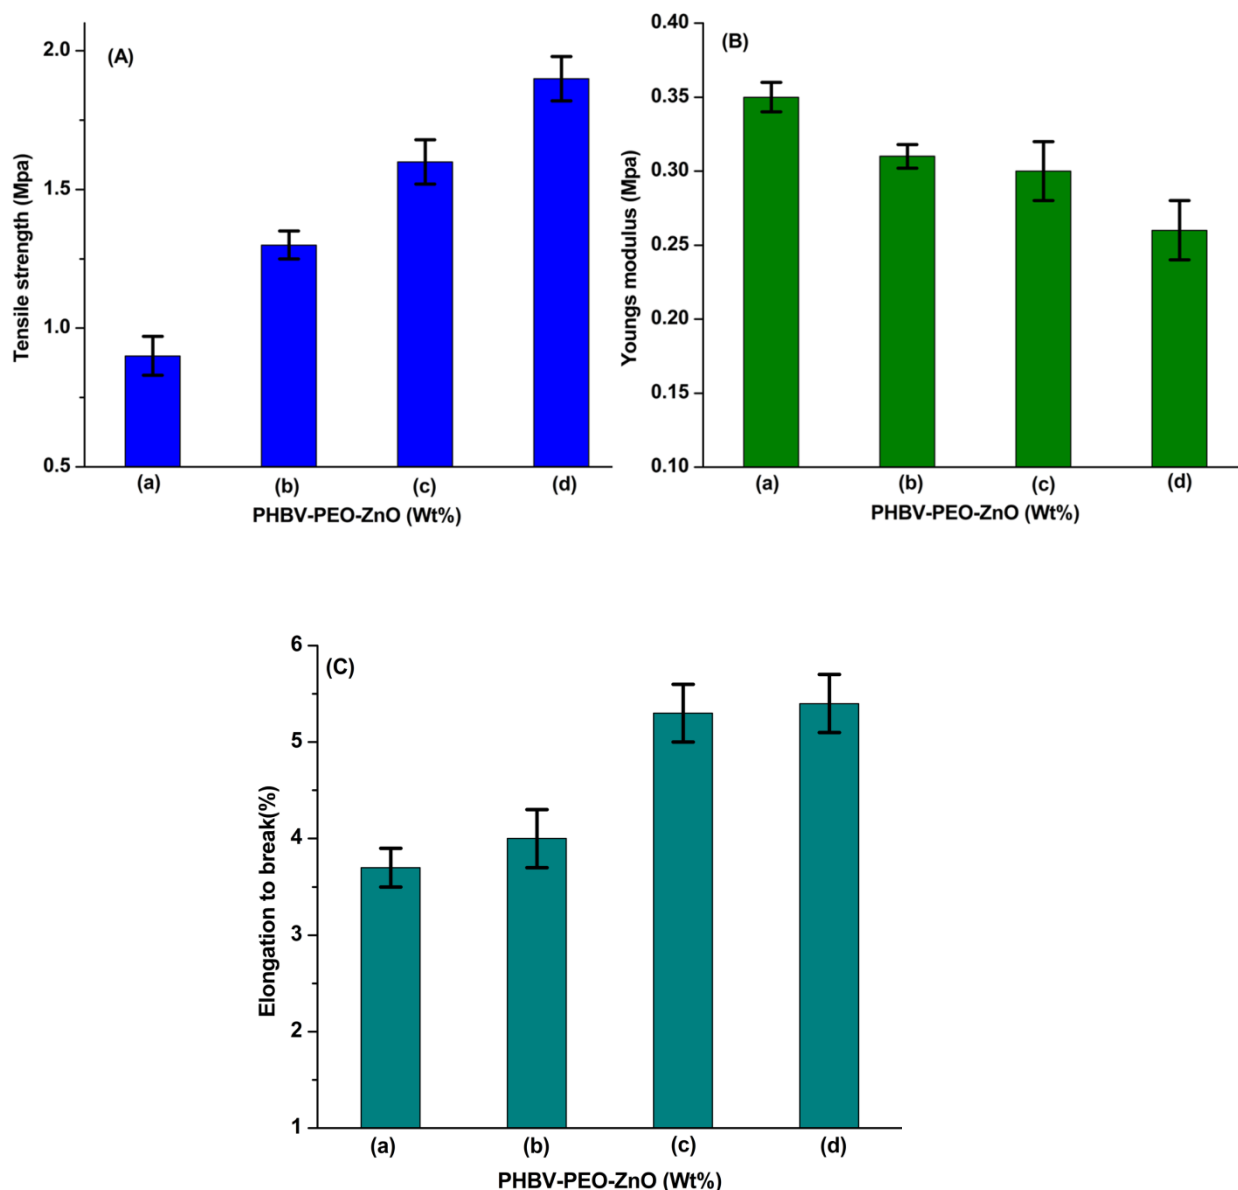 (A)
Tensile strength (Mpa)
2.0
1.5
1.0
0.5
(a) (b) (c) (d)
PHBV-PEO-ZnO (Wt%)
(B)
Youngs modulus (Mpa)
0.40
0.35
0.30
0.25
0.20
0.15
0.10
(a) (b) (c) (d)
PHBV-PEO-ZnO (Wt%)
(C)
Elongation to break(%)
6
5
4
3
2
1
(a) (b) (c) (d)
PHBV-PEO-ZnO (Wt%)